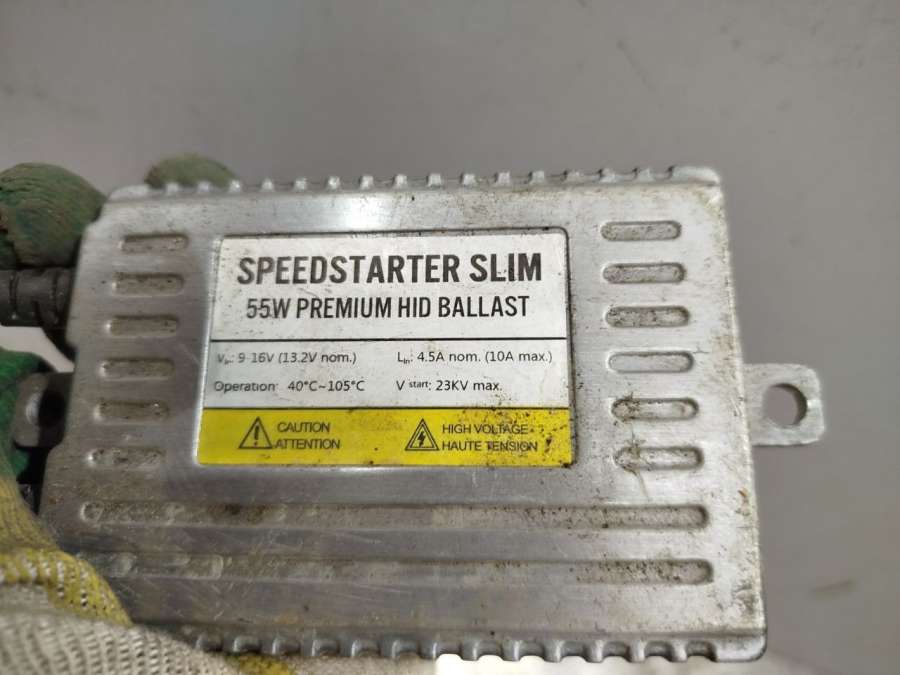 SPEEDSTARTER SLIM
55W PREMIUM HID BALLAST
Vin: 9-16V (13.2V nom.)
Lin: 4.5A nom. (10A max.)
Operation: 40°C~105°C
V start: 23KV max.
CAUTION
ATTENTION
HIGH VOLTAGE
HAUTE TENSION